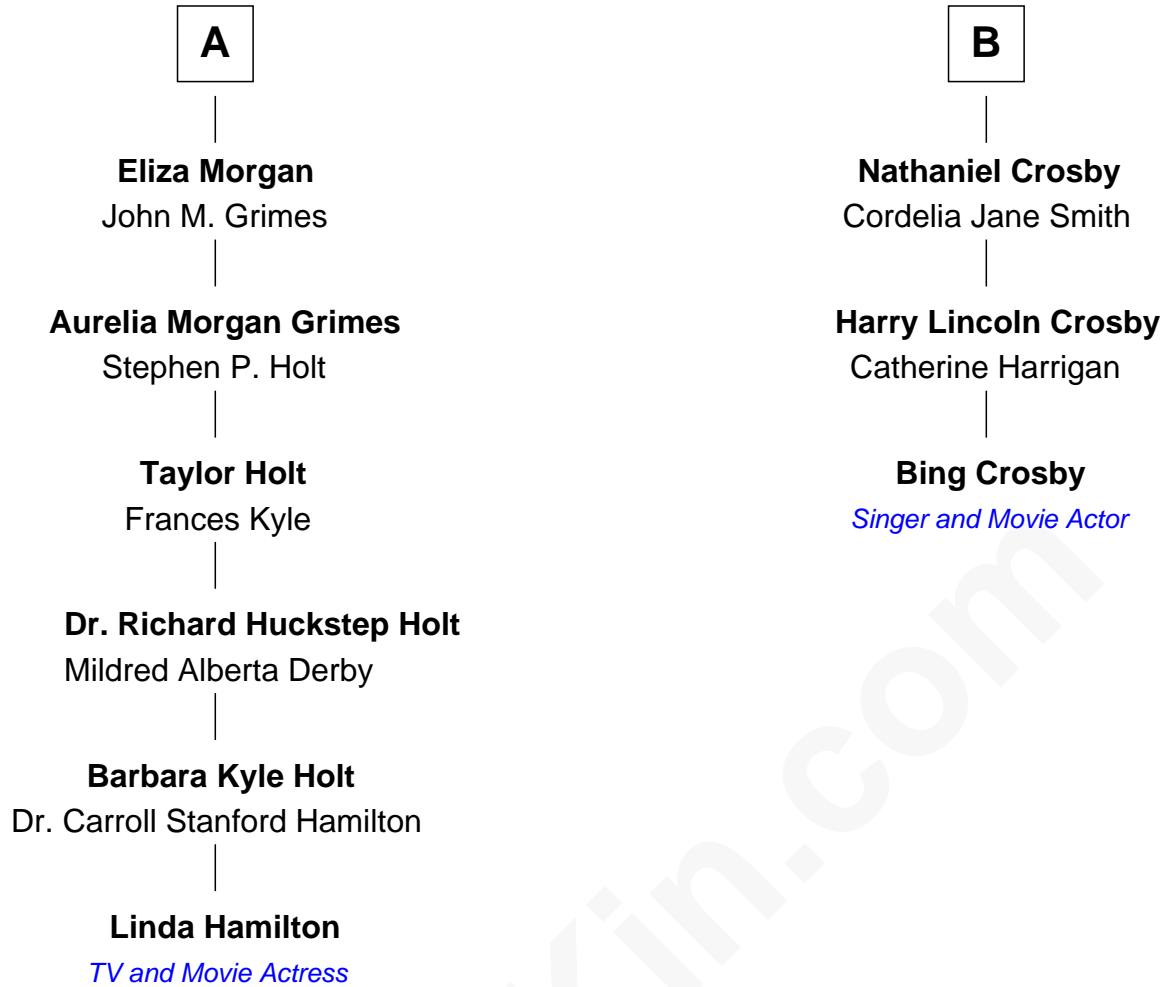 A
Eliza Morgan
John M. Grimes
Aurelia Morgan Grimes
Stephen P. Holt
Taylor Holt
Frances Kyle
Dr. Richard Huckstep Holt
Mildred Alberta Derby
Barbara Kyle Holt
Dr. Carroll Stanford Hamilton
Linda Hamilton
TV and Movie Actress
B
Nathaniel Crosby
Cordelia Jane Smith
Harry Lincoln Crosby
Catherine Harrigan
Bing Crosby
Singer and Movie Actor
Kin.com